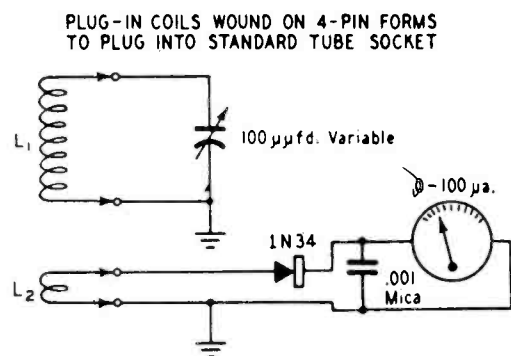 PLUG-IN COILS WOUND ON 4-PIN FORMS
TO PLUG INTO STANDARD TUBE SOCKET
L1
100 µµfd. Variable
0-100 µa.
1N34
.001
Mica
L2